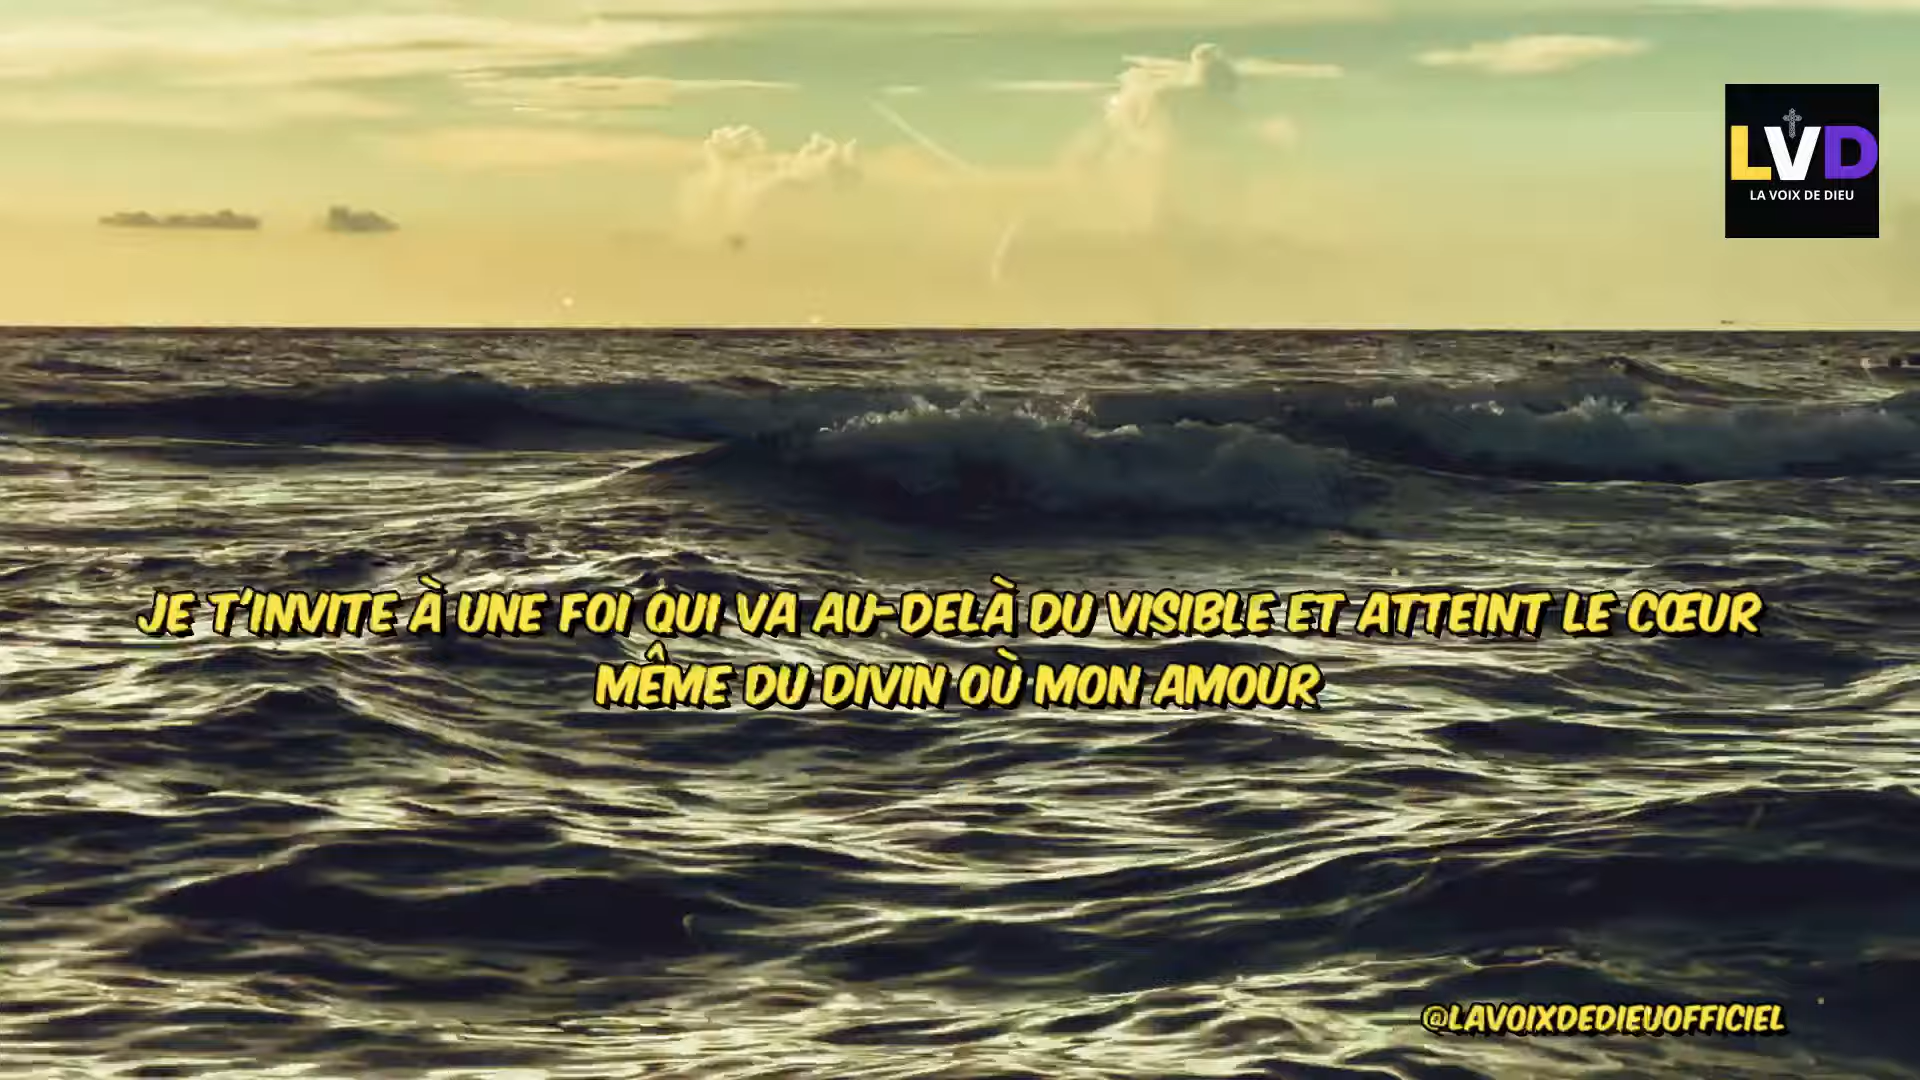 LVD
LA VOIX DE DIEU
JE T'INVITE À UNE FOI QUI VA AU-DELÀ DU VISIBLE ET ATTEINT LE CŒUR
MÊME DU DIVIN OÙ MON AMOUR
@LAVOIXDEDIEUOFFICIEL